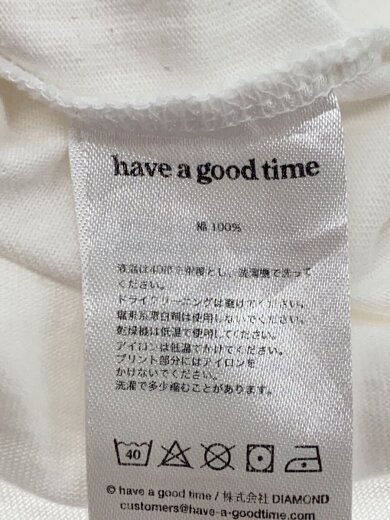 have a good time
綿 100%
液温は40度を限度とし、洗濯機で洗って
ください。
ドライクリーニングは避けてください。
塩素系漂白剤は使用しないでください。
乾燥機は低温で使用してください。
アイロンは低温でかけてください。
プリント部分にはアイロンを
かけないでください。
洗濯で多少縮むことがあります。
40
© have a good time / 株式会社 DIAMOND
customers@have-a-goodtime.com